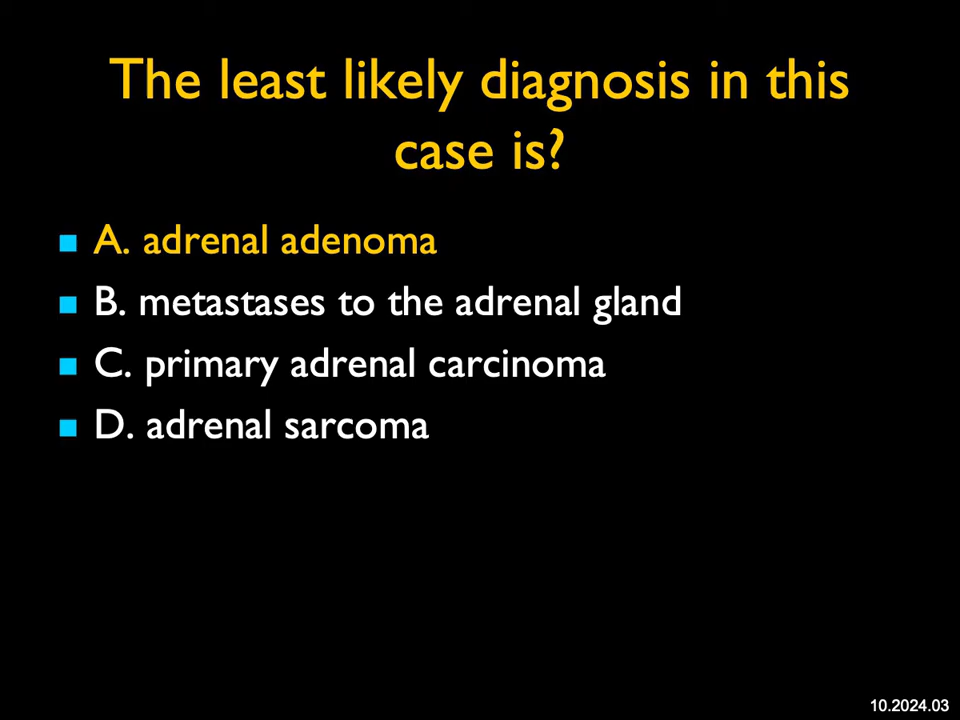 The least likely diagnosis in this
case is?
A. adrenal adenoma
B. metastases to the adrenal gland
C. primary adrenal carcinoma
D. adrenal sarcoma
10.2024.03